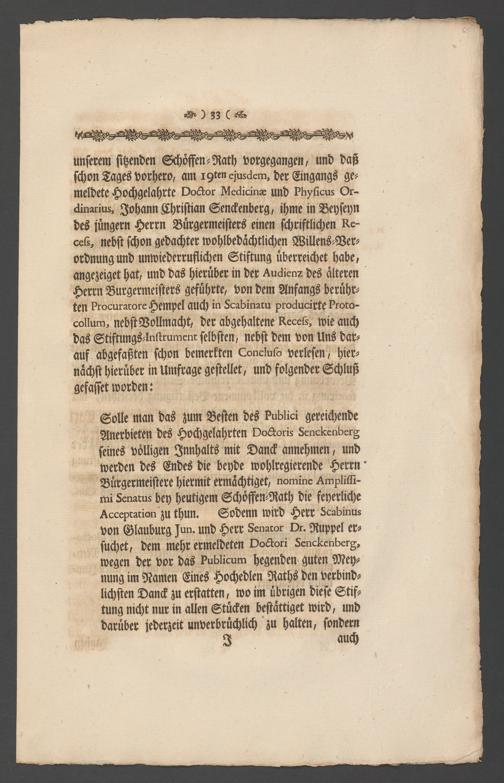 ) 33 (
unserem sitzenden Schöffen-Rath vorgegangen, und daß
schon Tages vorhero, am 19ten ejusdem, der Eingangs ge-
meldete Hochgelahrte Doctor Medicinæ und Physicus Or-
dinarius, Johann Christian Senckenberg, ihme in Beyseyn
des jüngern Herrn Bürgermeisters einen schriftlichen Re-
cess, nebst schon gedachter wohlbedächtlichen Willens-Ver-
ordnung und unwiederruflichen Stiftung überreichet habe,
angezeiget hat, und das hierüber in der Audienz des älteren
Herrn Burgermeisters geführte, von dem Anfangs berühr-
ten Procuratore Hempel auch in Scabinatu producirte Proto-
collum, nebst Vollmacht, der abgehaltene Recess, wie auch
das Stiftungs-Instrument selbsten, nebst dem von Uns dar-
auf abgefaßten schon bemerkten Concluso verlesen, hier-
nächst hierüber in Umfrage gestellet, und folgender Schluß
gefasset worden:
Solle man das zum Besten des Publici gereichende
Anerbieten des Hochgelahrten Doctoris Senckenberg
seines völligen Innhalts mit Danck annehmen, und
werden des Endes die beyde wohlregierende Herrn
Bürgermeistere hiermit ermächtiget, nomine Amplissi-
mi Senatus bey heutigem Schöffen-Rath die feyerliche
Acceptation zu thun. Sodenn wird Herr Scabinus
von Glauburg Jun. und Herr Senator Dr. Ruppel er-
suchet, dem mehr ermeldeten Doctori Senckenberg,
wegen der vor das Publicum hegenden guten Mey-
nung im Namen Eines Hochedlen Raths den verbind-
lichsten Danck zu erstatten, wo im übrigen diese Stif-
tung nicht nur in allen Stücken bestättiget wird, und
darüber jederzeit unverbrüchlich zu halten, sondern
J auch